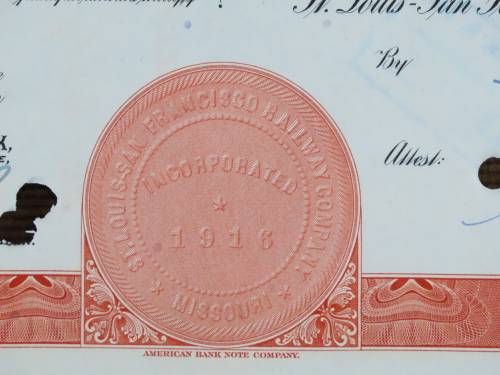 St. Louis-San
By
Attest:
ST. LOUIS-SAN FRANCISCO RAILWAY COMPANY
INCORPORATED
1916
MISSOURI
AMERICAN BANK NOTE COMPANY.